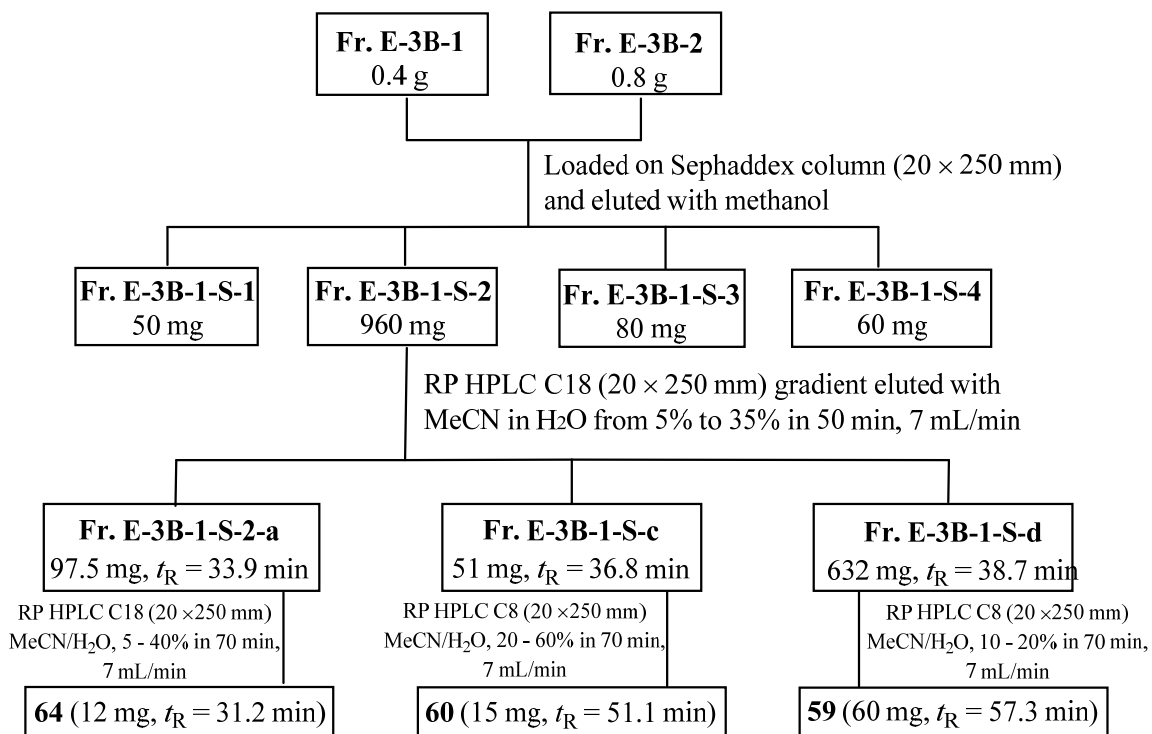 Fr. E-3B-1
0.4 g
Fr. E-3B-2
0.8 g
Loaded on Sephaddex column (20 × 250 mm)
and eluted with methanol
Fr. E-3B-1-S-1
50 mg
Fr. E-3B-1-S-2
960 mg
Fr. E-3B-1-S-3
80 mg
Fr. E-3B-1-S-4
60 mg
RP HPLC C18 (20 × 250 mm) gradient eluted with
MeCN in H2O from 5% to 35% in 50 min, 7 mL/min
Fr. E-3B-1-S-2-a
97.5 mg, tR = 33.9 min
Fr. E-3B-1-S-c
51 mg, tR = 36.8 min
Fr. E-3B-1-S-d
632 mg, tR = 38.7 min
RP HPLC C18 (20 ×250 mm)
MeCN/H2O, 5 - 40% in 70 min,
7 mL/min
RP HPLC C8 (20 ×250 mm)
MeCN/H2O, 20 - 60% in 70 min,
7 mL/min
RP HPLC C8 (20 ×250 mm)
MeCN/H2O, 10 - 20% in 70 min,
7 mL/min
64 (12 mg, tR = 31.2 min)
60 (15 mg, tR = 51.1 min)
59 (60 mg, tR = 57.3 min)